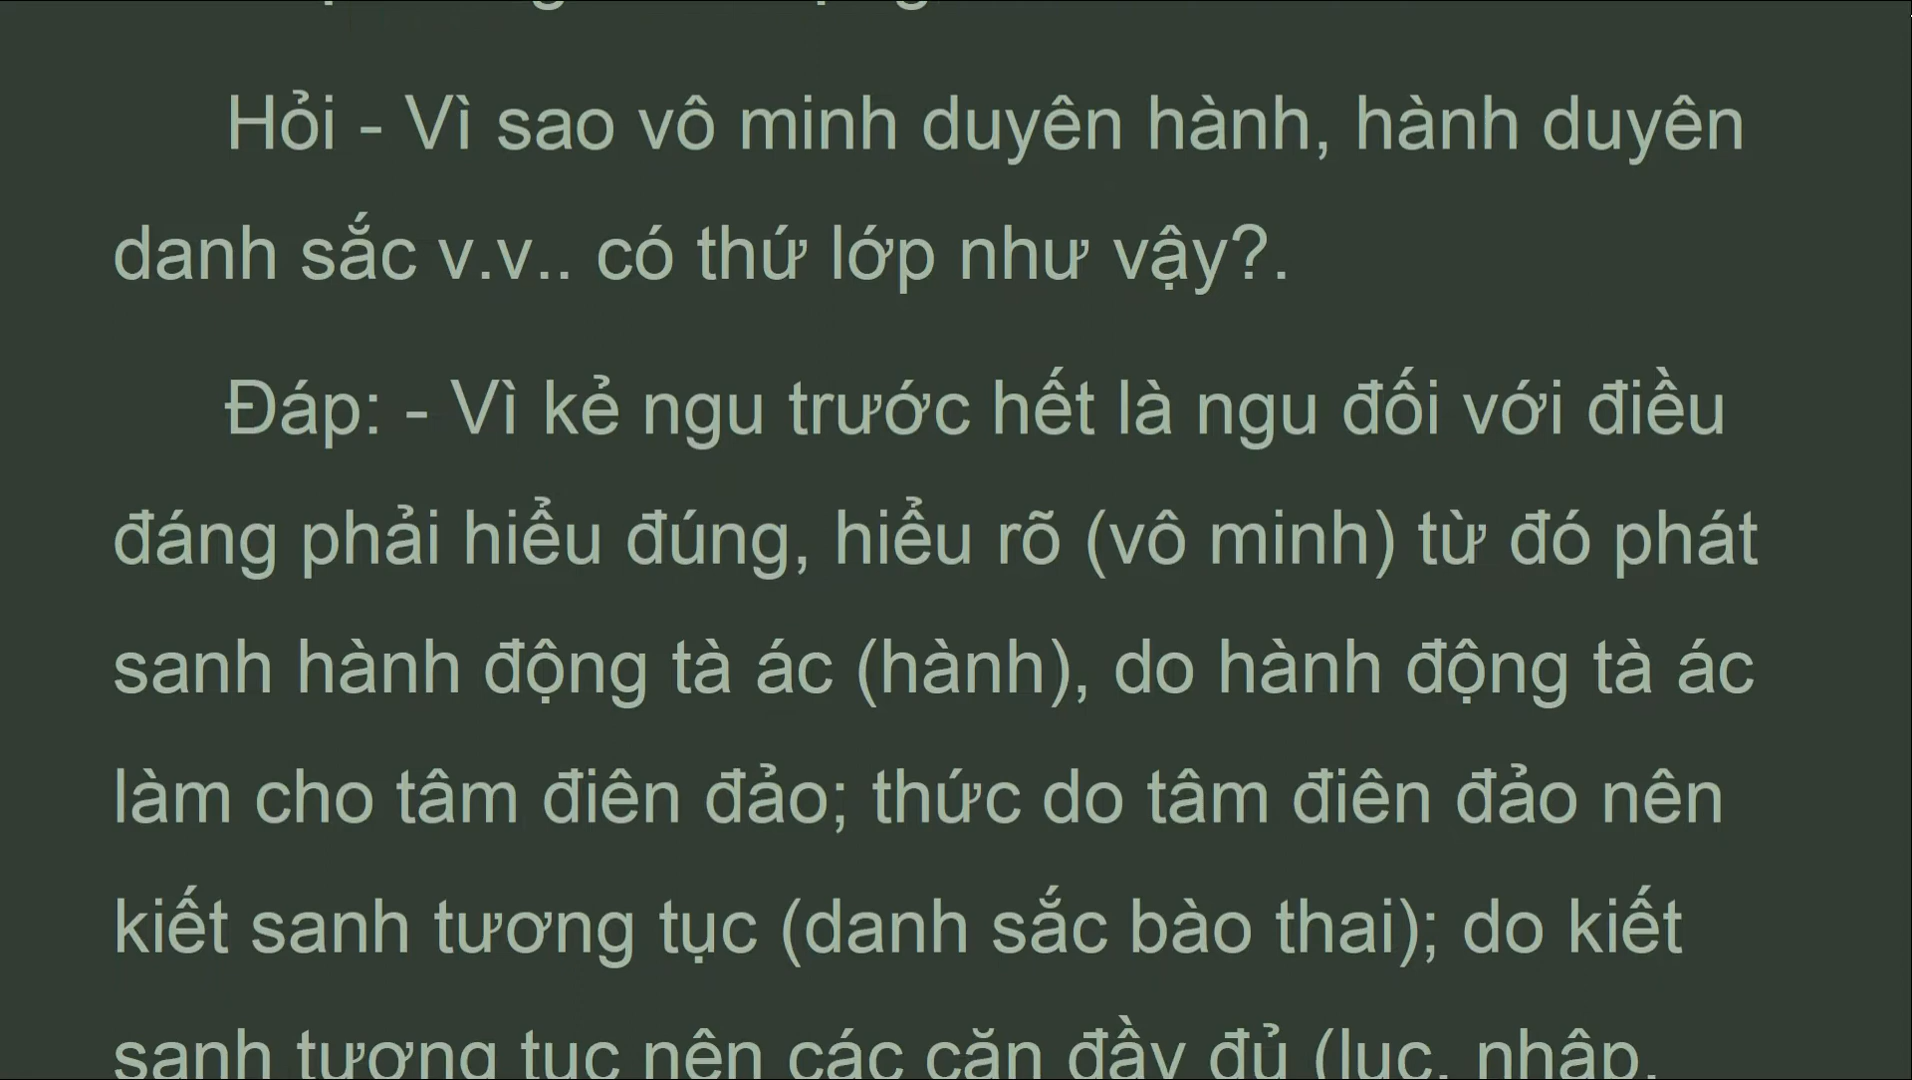 Hỏi - Vì sao vô minh duyên hành, hành duyên
danh sắc v.v.. có thứ lớp như vậy?.
Đáp: - Vì kẻ ngu trước hết là ngu đối với điều
đáng phải hiểu đúng, hiểu rõ (vô minh) từ đó phát
sanh hành động tà ác (hành), do hành động tà ác
làm cho tâm điên đảo; thức do tâm điên đảo nên
kiết sanh tương tục (danh sắc bào thai); do kiết
sanh tương tục nên các căn đầy đủ (lục, nhập,